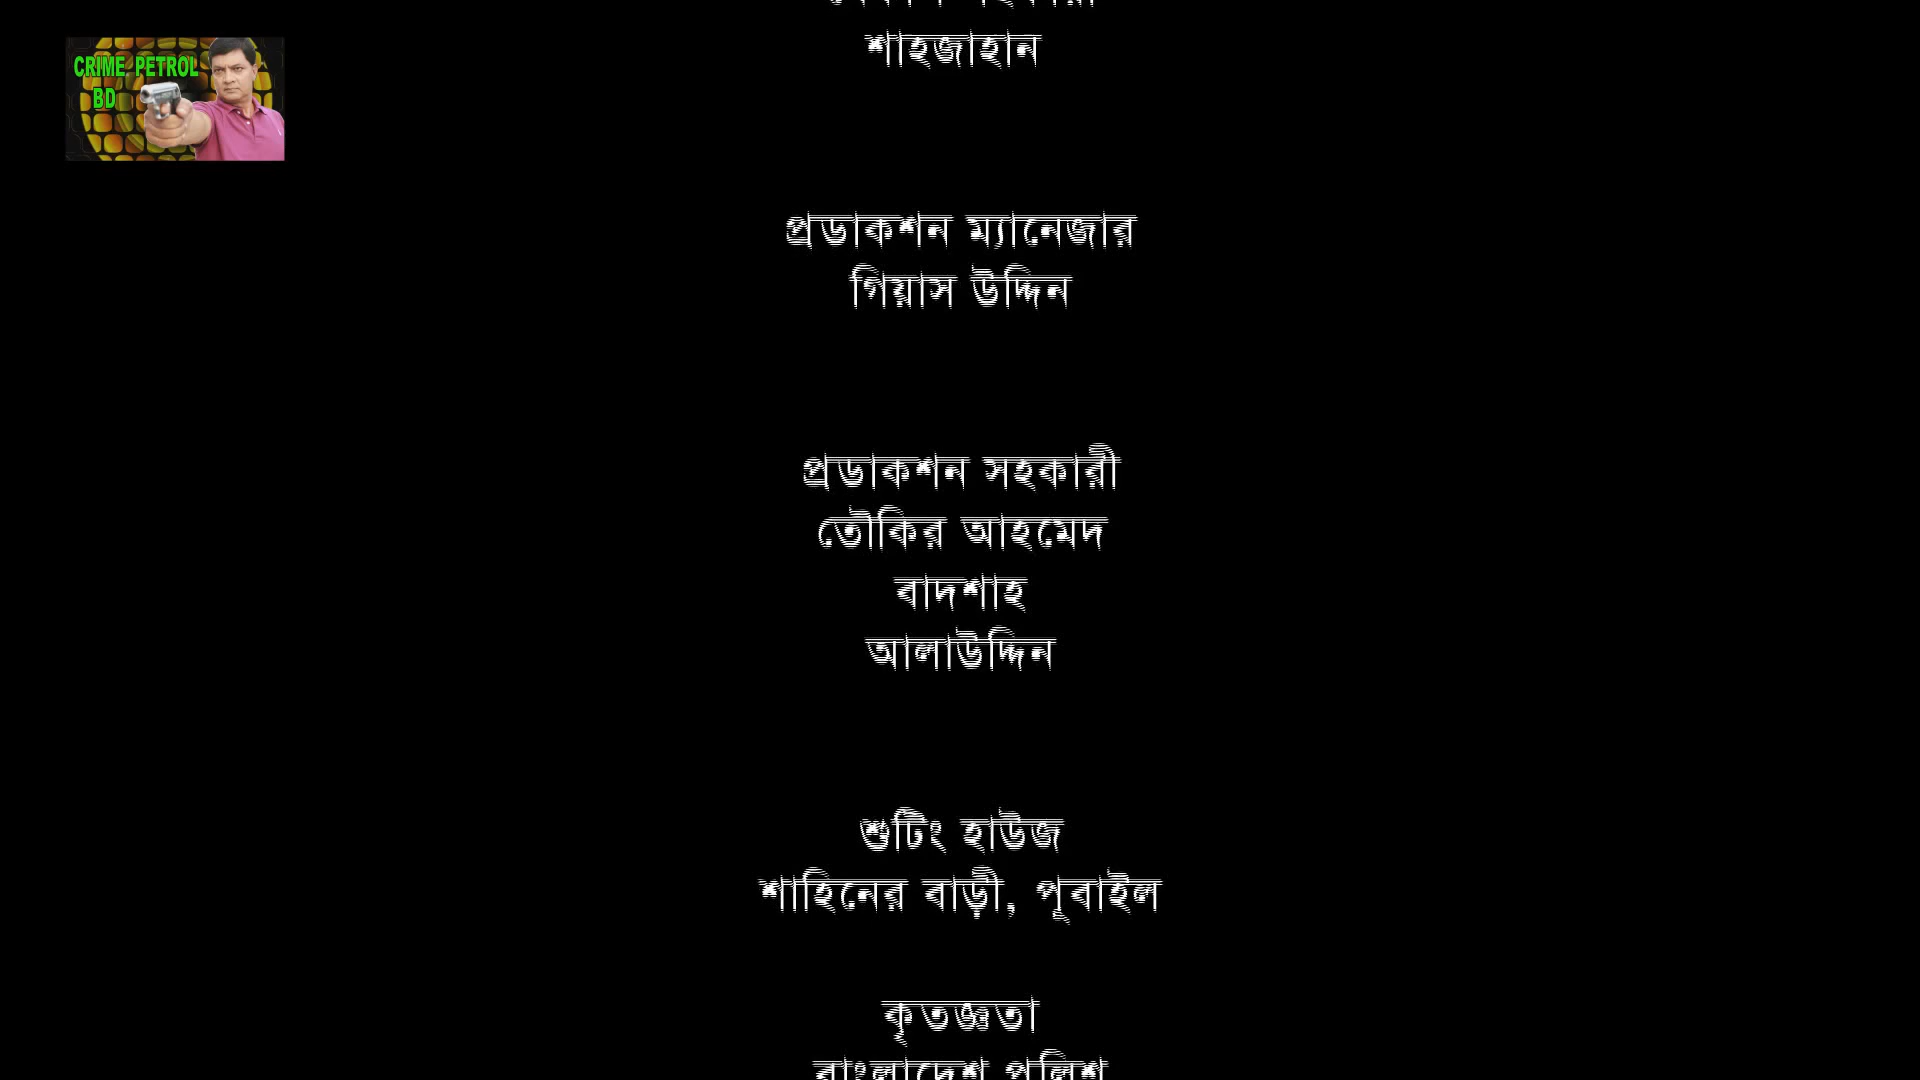 CRIME PETROL
BD
শাহজাহান
প্রডাকশন ম্যানেজার
গিয়াস উদ্দিন
প্রডাকশন সহকারী
তৌকির আহমেদ
বাদশাহ
আলাউদ্দিন
শুটিং হাউজ
শাহিনের বাড়ী, পূবাইল
কৃতজ্ঞতা
বাংলাদেশ পুলিশ